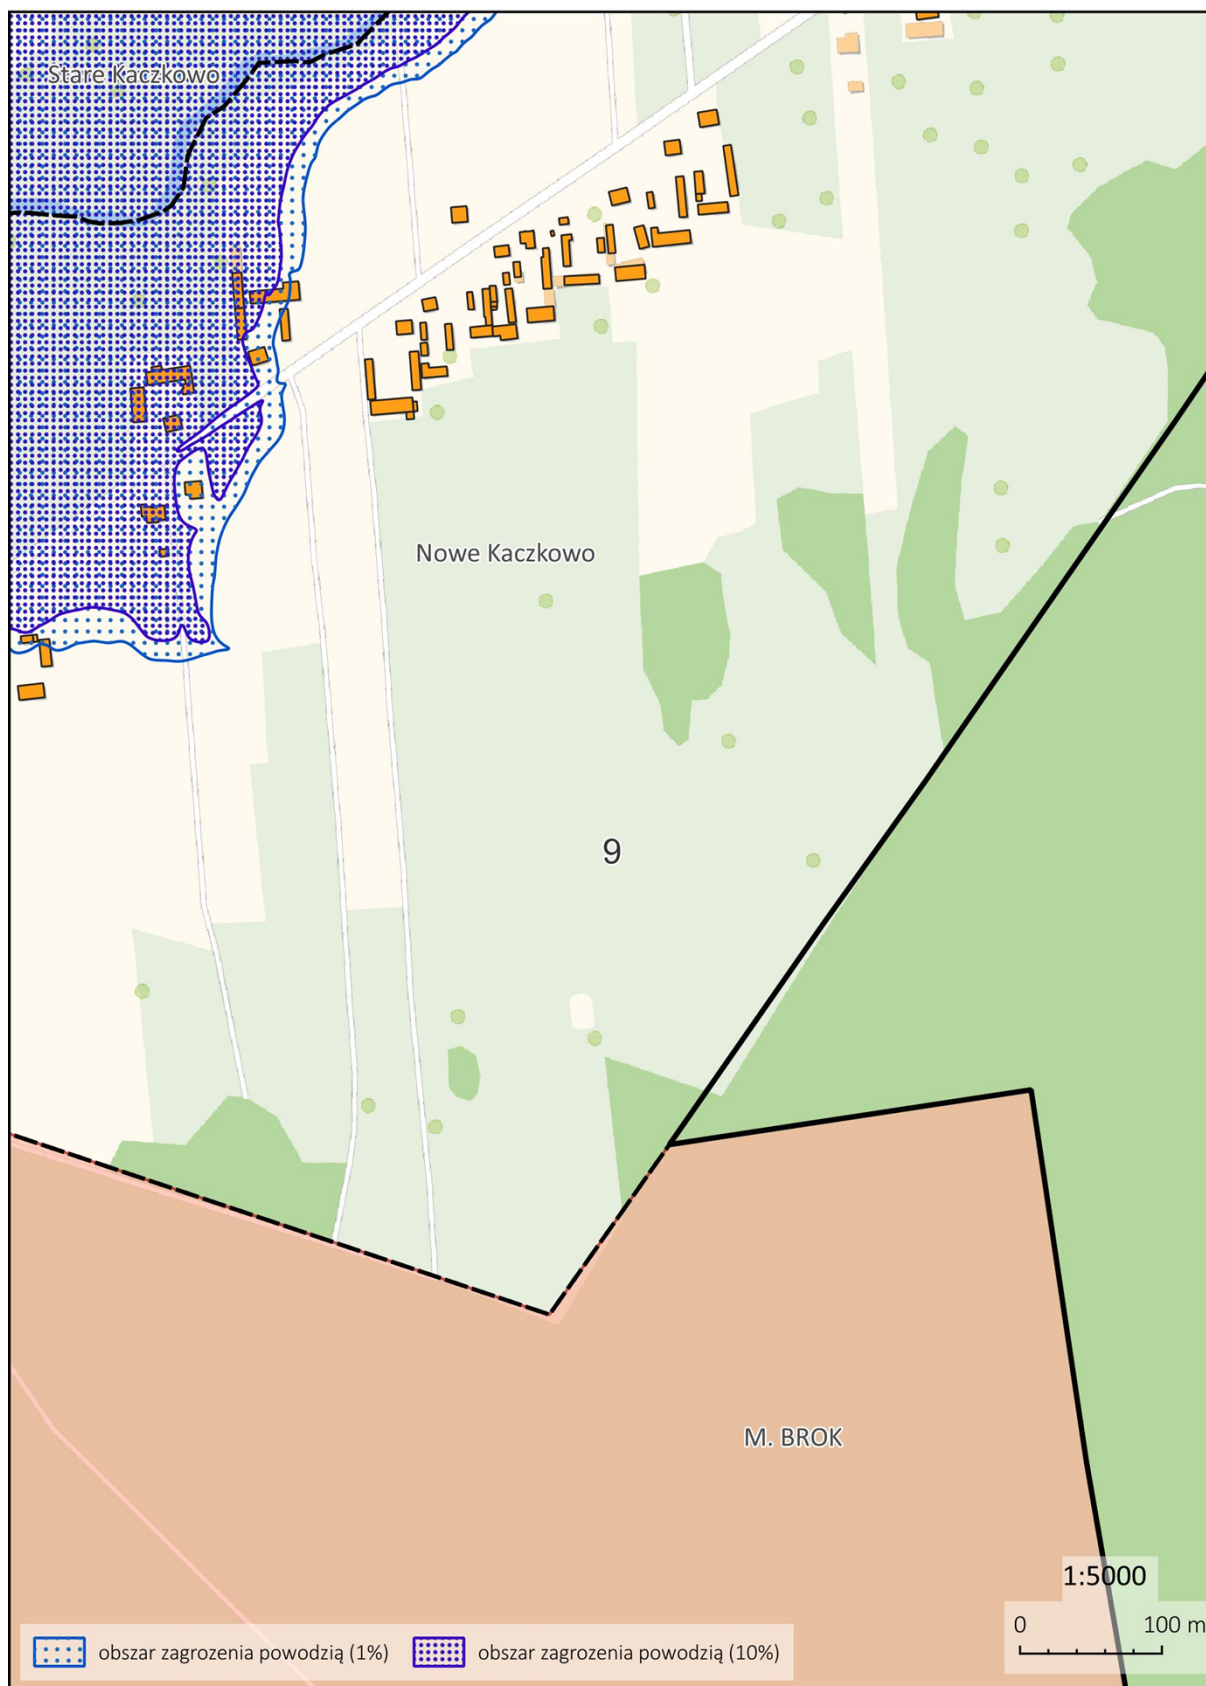 Stare Kaczkowo
Nowe Kaczkowo
9
M. BROK
1:5000
0 100 m
obszar zagrozenia powodzią (1%)
obszar zagrozenia powodzią (10%)